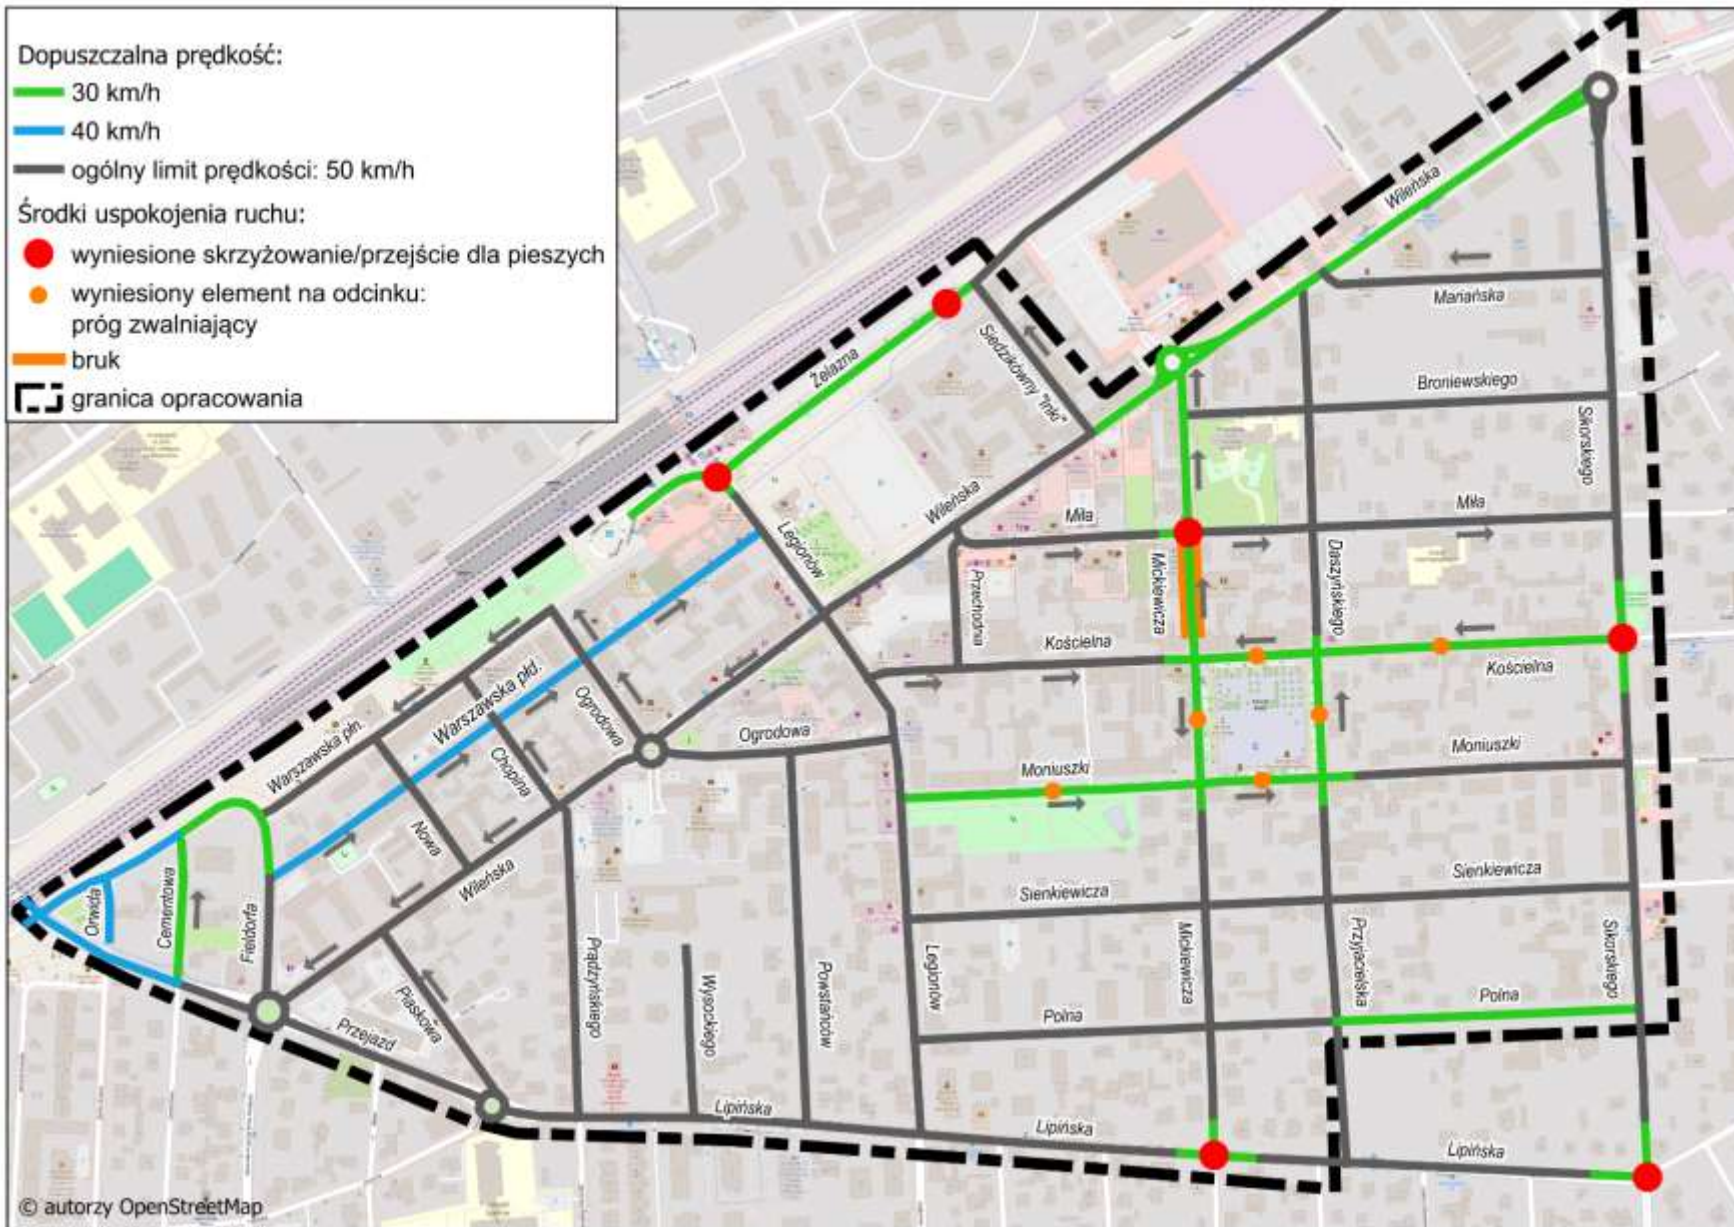 Dopuszczalna prędkość:
30 km/h
40 km/h
ogólny limit prędkości: 50 km/h
Środki uspokojenia ruchu:
wyniesione skrzyżowanie/przejście dla pieszych
wyniesiony element na odcinku:
próg zwalniający
bruk
granica opracowania
Wileńska
Mariańska
Żelazna
Siedzikówny "Inki"
Broniewskiego
Sikorskiego
Wileńska
Miła
Miła
Legionów
Przechodnia
Mickiewicza
Daszyńskiego
Kościelna
Kościelna
Warszawska płd.
Ogrodowa
Ogrodowa
Warszawska płn.
Chopina
Moniuszki
Moniuszki
Nowa
Wileńska
Sienkiewicza
Sienkiewicza
Orwida
Cementowa
Fieldorfa
Piaskowa
Prądzyńskiego
Wysockiego
Powstańców
Legionów
Mickiewicza
Przyjacielska
Sikorskiego
Polna
Polna
Przejazd
Lipińska
Lipińska
Lipińska
© autorzy OpenStreetMap